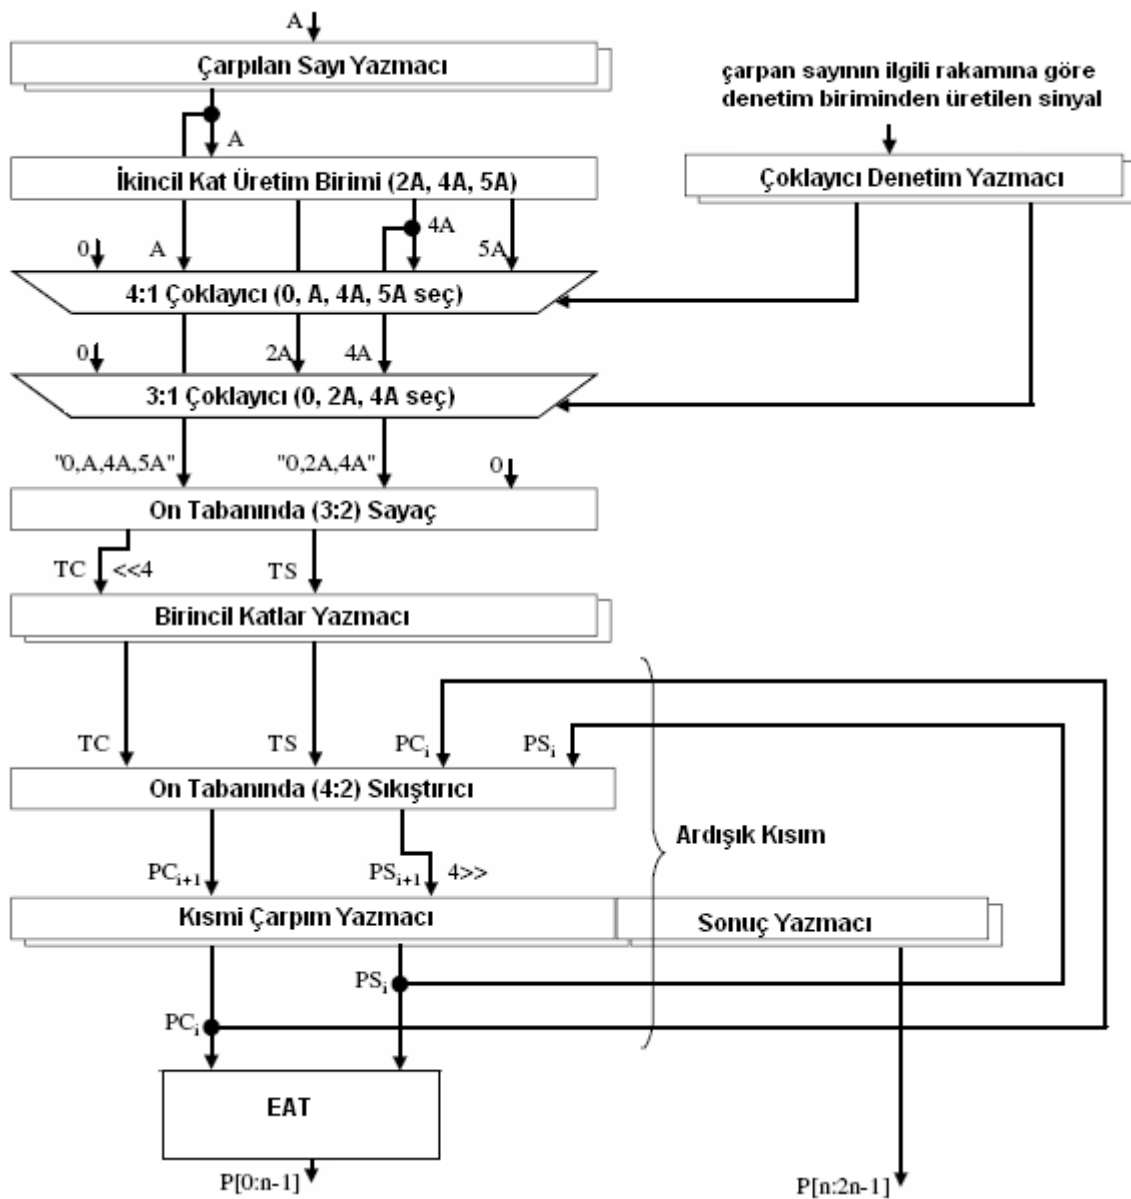 A
Çarpılan Sayı Yazmacı
çarpan sayının ilgili rakamına göre
denetim biriminden üretilen sinyal
A
İkincil Kat Üretim Birimi (2A, 4A, 5A)
Çoklayıcı Denetim Yazmacı
0
A
4A
5A
4:1 Çoklayıcı (0, A, 4A, 5A seç)
0
2A
4A
3:1 Çoklayıcı (0, 2A, 4A seç)
"0,A,4A,5A"
"0,2A,4A"
0
On Tabanında (3:2) Sayaç
TC
<<4
TS
Birincil Katlar Yazmacı
TC
TS
PCi
PSi
On Tabanında (4:2) Sıkıştırıcı
Ardışık Kısım
PCi+1
PSi+1
4>>
Kısmi Çarpım Yazmacı
Sonuç Yazmacı
PSi
PCi
EAT
P[0:n-1]
P[n:2n-1]